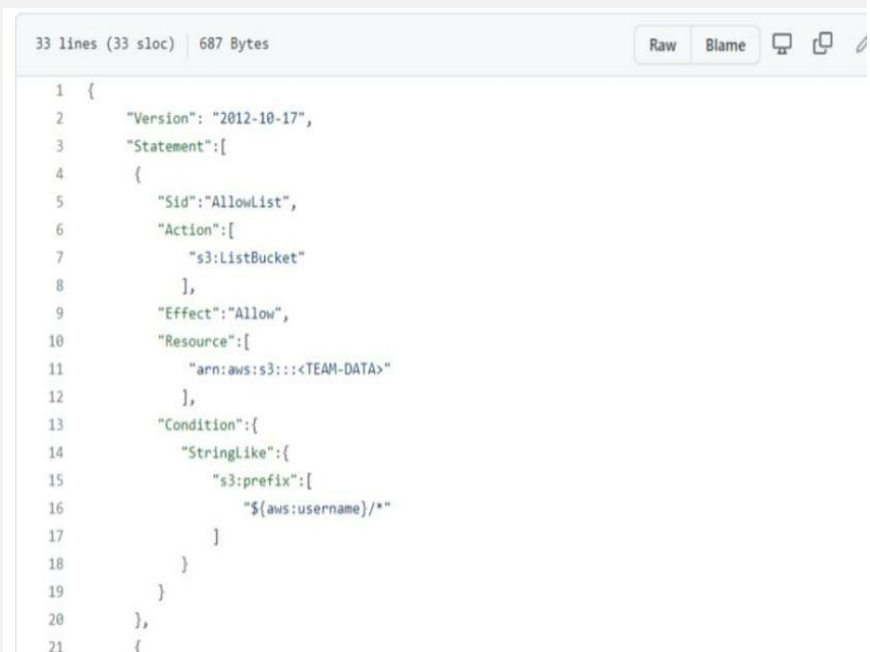 33 lines (33 sloc) 687 Bytes Raw Blame
1 {
2 "Version": "2012-10-17",
3 "Statement":[
4 {
5 "Sid":"AllowList",
6 "Action":[
7 "s3:ListBucket"
8 ],
9 "Effect":"Allow",
10 "Resource":[
11 "arn:aws:s3:::<TEAM-DATA>"
12 ],
13 "Condition":{
14 "StringLike":{
15 "s3:prefix":[
16 "${aws:username}/*"
17 ]
18 }
19 }
20 },
21 {